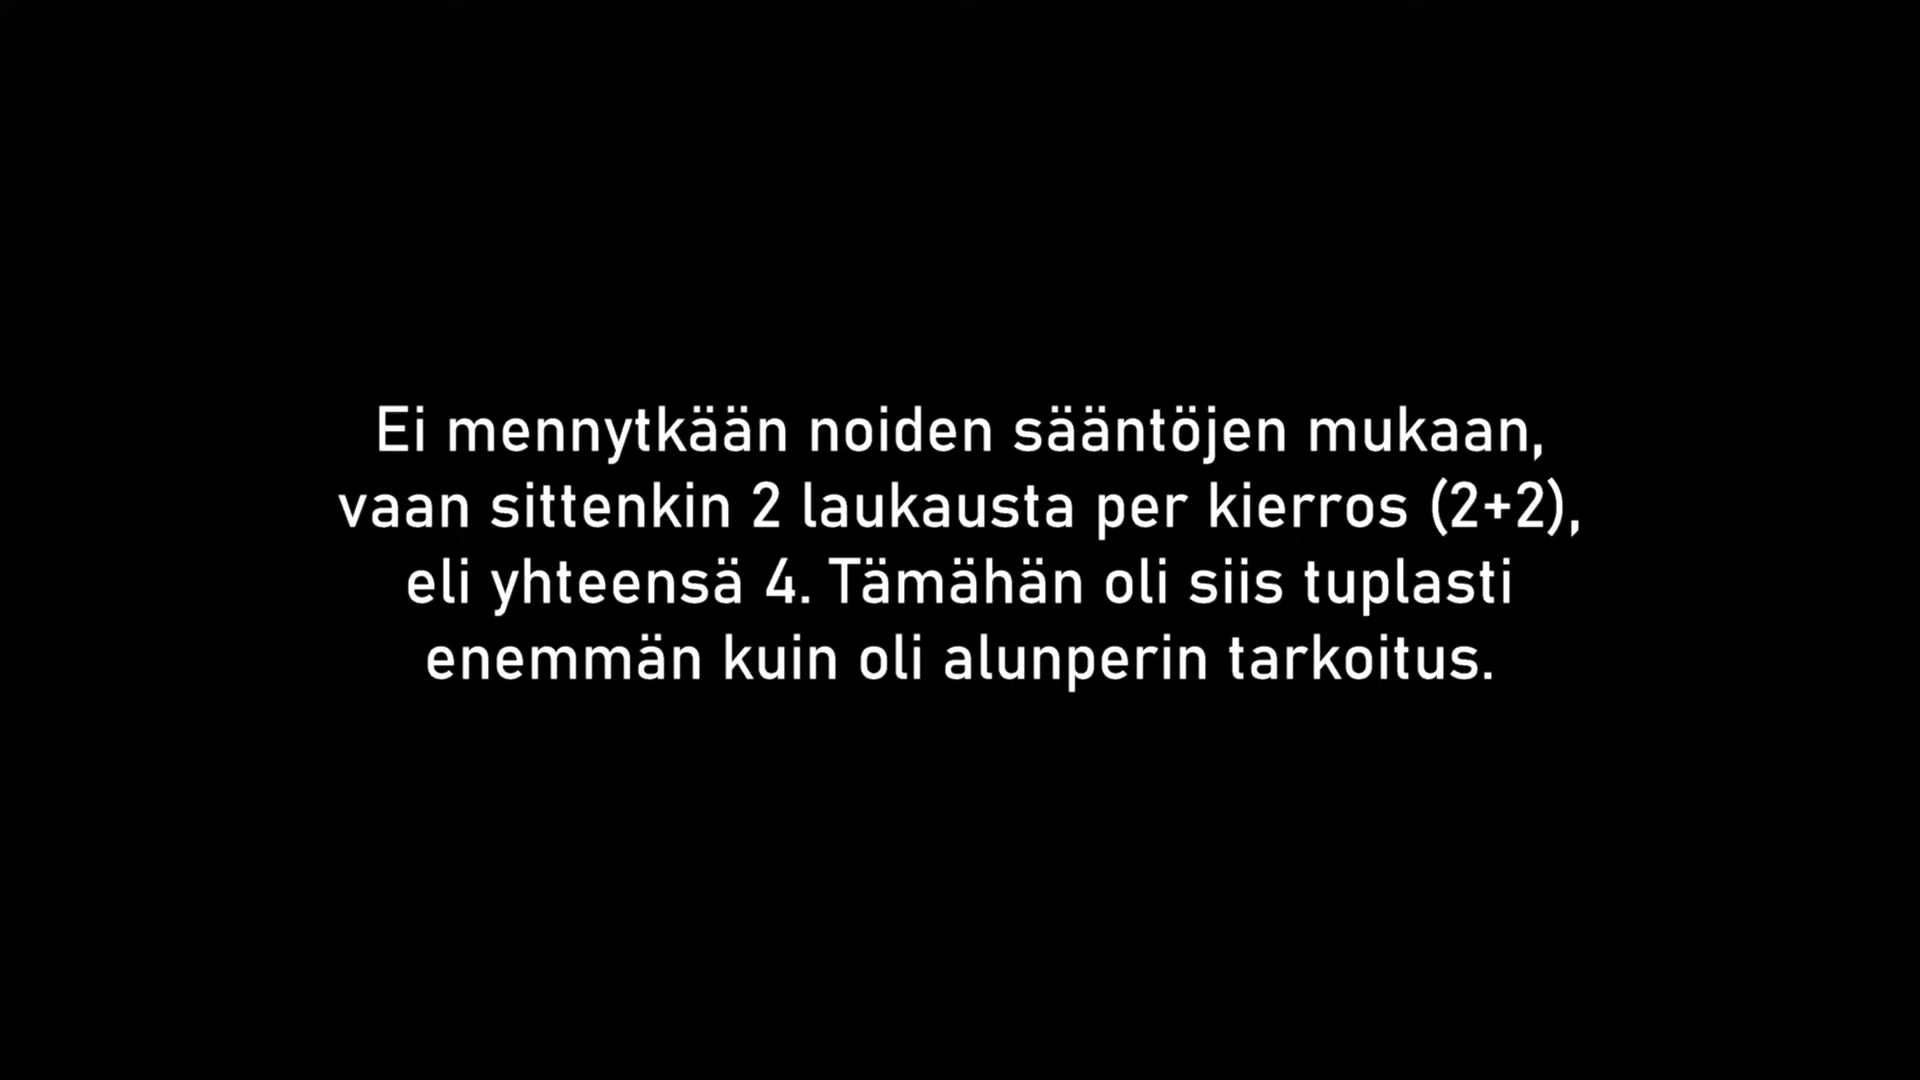 Ei mennytkään noiden sääntöjen mukaan,
vaan sittenkin 2 laukausta per kierros (2+2),
eli yhteensä 4. Tämähän oli siis tuplasti
enemmän kuin oli alunperin tarkoitus.